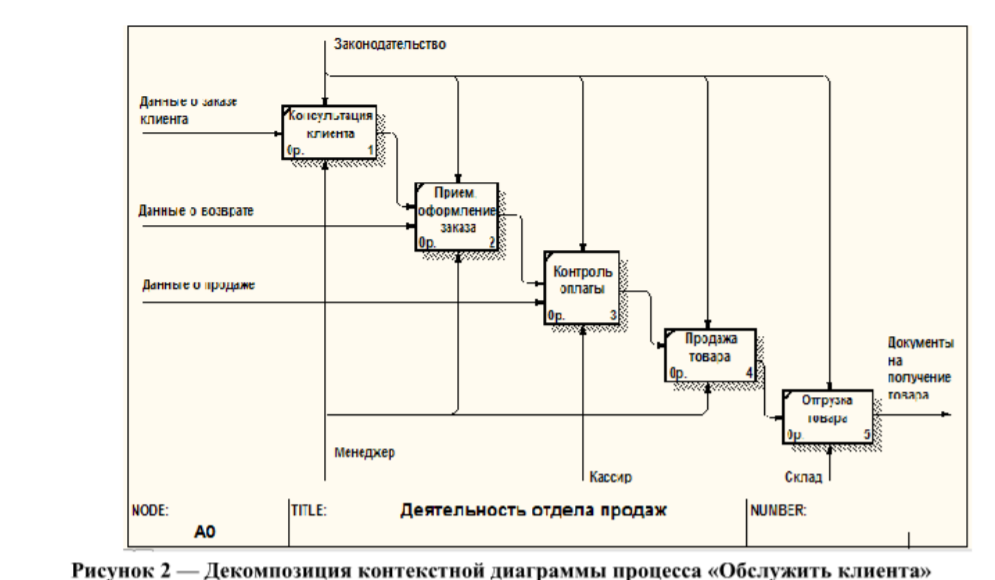 Законодательство
Данные о заказе
клиента
Консультация
клиента
0р. 1
Данные о возврате
Прием,
оформление
заказа
0р. 2
Данные о продаже
Контроль
оплаты
0р. 3
Продажа
товара
0р. 4
Документы
на
получение
товара
Отгрузка
товара
0р. 5
Менеджер
Кассир
Склад
NODE:
A0
TITLE:
Деятельность отдела продаж
NUMBER:
Рисунок 2 — Декомпозиция контекстной диаграммы процесса «Обслужить клиента»